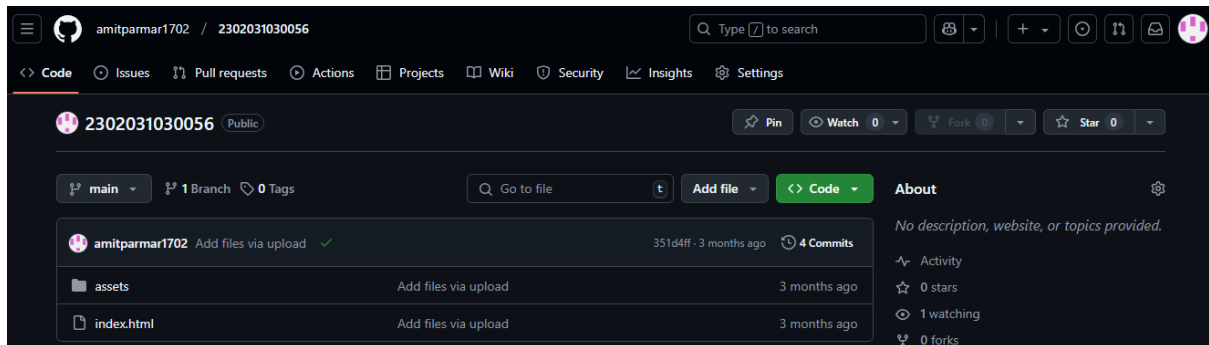 amitparmar1702 / 2302031030056 Type / to search
Code Issues Pull requests Actions Projects Wiki Security Insights Settings
2302031030056 Public Pin Watch 0 Fork 0 Star 0
main 1 Branch 0 Tags Go to file t Add file Code About
No description, website, or topics provided.
amitparmar1702 Add files via upload 351d4ff · 3 months ago 4 Commits
Activity
assets Add files via upload 3 months ago
0 stars
1 watching
index.html Add files via upload 3 months ago
0 forks